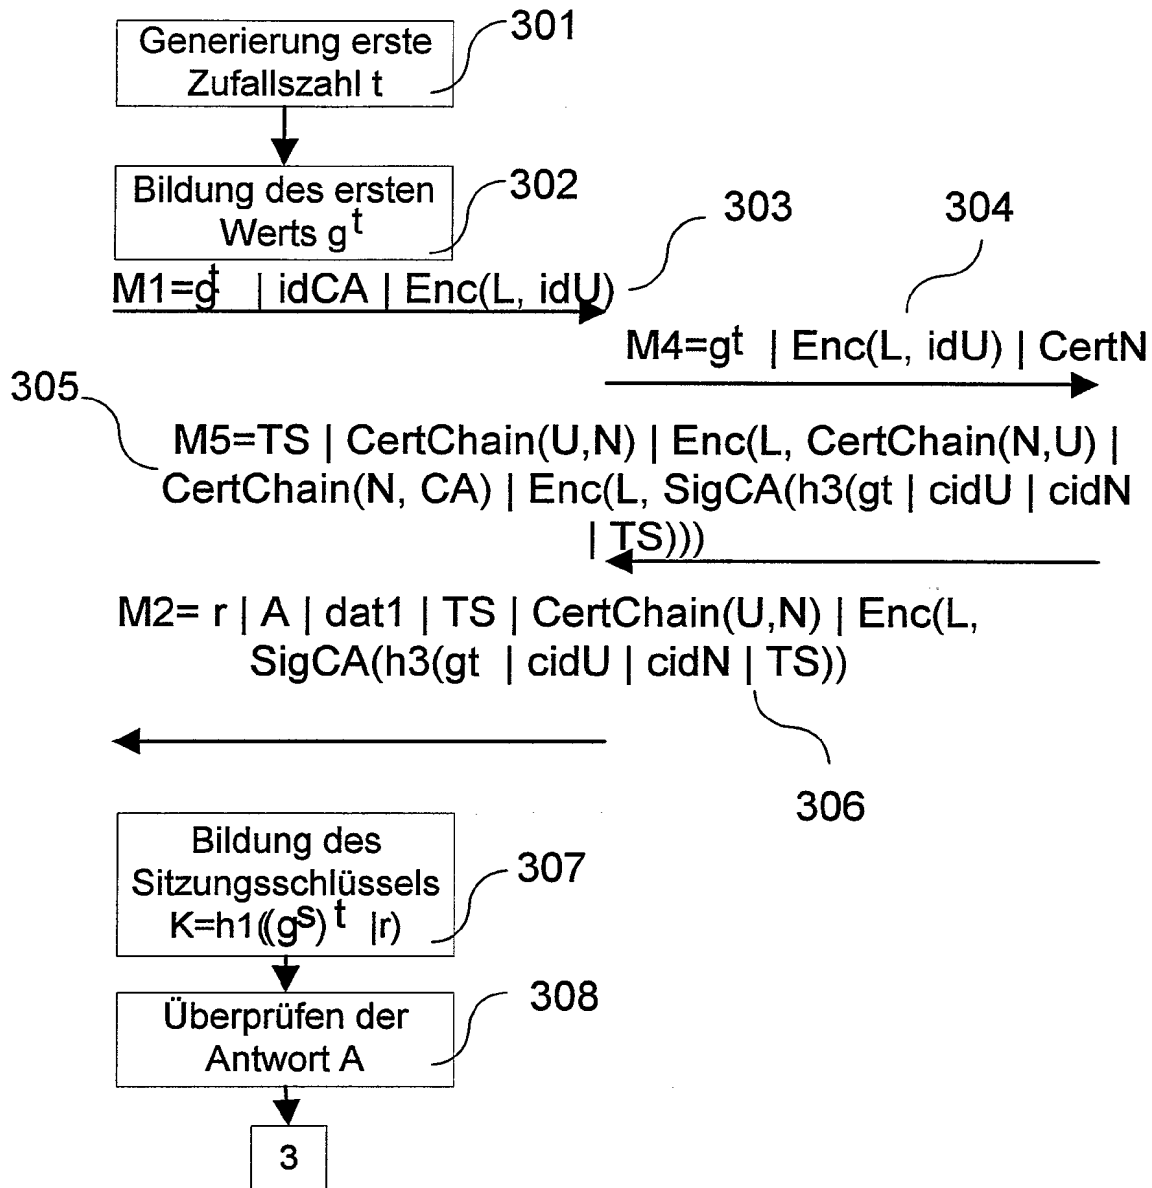 Generierung erste
Zufallszahl t
301
Bildung des ersten
Werts g^t
302
M1=g^t | idCA | Enc(L, idU)
303
304
M4=g^t | Enc(L, idU) | CertN
305
M5=TS | CertChain(U,N) | Enc(L, CertChain(N,U) |
CertChain(N, CA) | Enc(L, SigCA(h3(gt | cidU | cidN
| TS)))
M2= r | A | dat1 | TS | CertChain(U,N) | Enc(L,
SigCA(h3(gt | cidU | cidN | TS))
306
Bildung des
Sitzungsschlüssels
K=h1((g^s)^t |r)
307
Überprüfen der
Antwort A
308
3